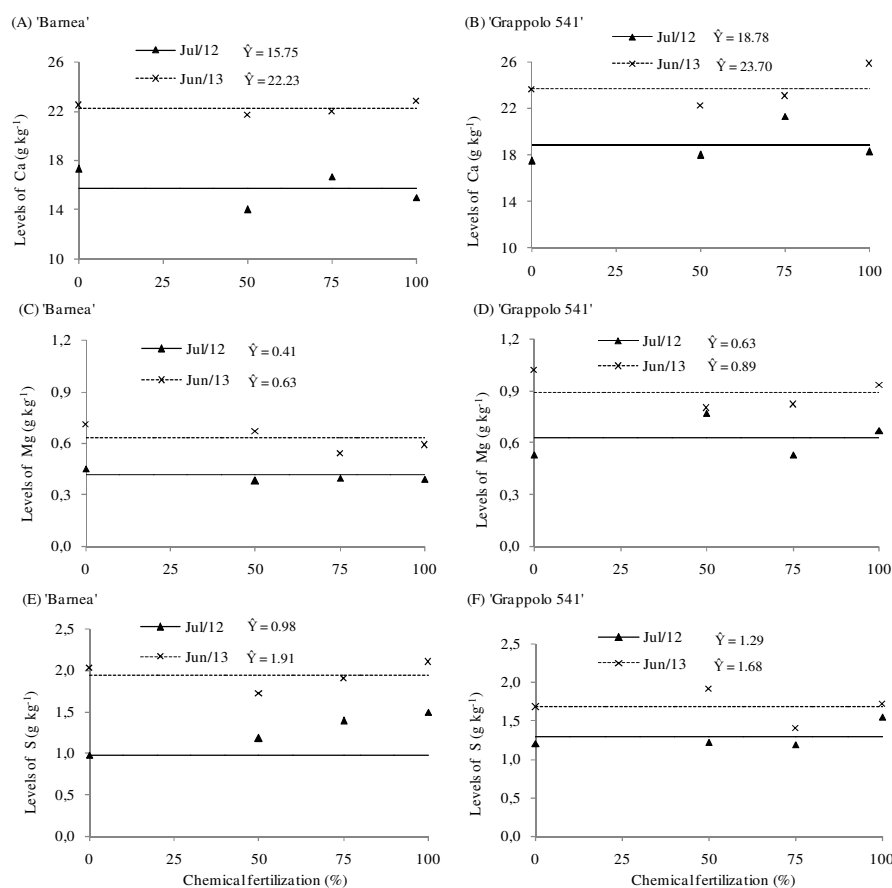 (A) 'Barnea'
Jul/12 Ŷ = 15.75
Jun/13 Ŷ = 22.23
Levels of Ca (g kg⁻¹)
26
22
18
14
10
0 25 50 75 100
(B) 'Grappolo 541'
Jul/12 Ŷ = 18.78
Jun/13 Ŷ = 23.70
Levels of Ca (g kg⁻¹)
26
22
18
14
10
0 25 50 75 100
(C) 'Barnea'
Jul/12 Ŷ = 0.41
Jun/13 Ŷ = 0.63
Levels of Mg (g kg⁻¹)
1,2
0,9
0,6
0,3
0,0
0 25 50 75 100
(D) 'Grappolo 541'
Jul/12 Ŷ = 0.63
Jun/13 Ŷ = 0.89
Levels of Mg (g kg⁻¹)
1,2
0,9
0,6
0,3
0,0
0 25 50 75 100
(E) 'Barnea'
Jul/12 Ŷ = 0.98
Jun/13 Ŷ = 1.91
Levels of S (g kg⁻¹)
2,5
2,0
1,5
1,0
0,5
0,0
0 25 50 75 100
Chemical fertilization (%)
(F) 'Grappolo 541'
Jul/12 Ŷ = 1.29
Jun/13 Ŷ = 1.68
Levels of S (g kg⁻¹)
2,5
2,0
1,5
1,0
0,5
0,0
0 25 50 75 100
Chemical fertilization (%)